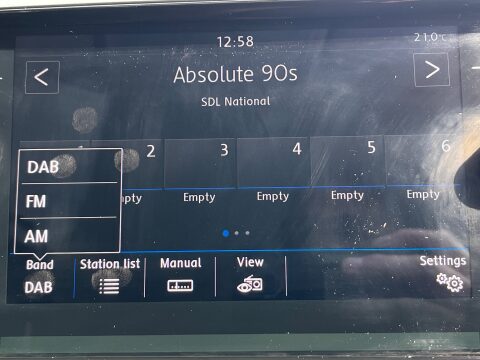 12:58
21,0°C
Absolute 90s
SDL National
2 3 4 5 6
Empty Empty Empty Empty
DAB
FM
AM
Band Station list Manual View Settings
DAB